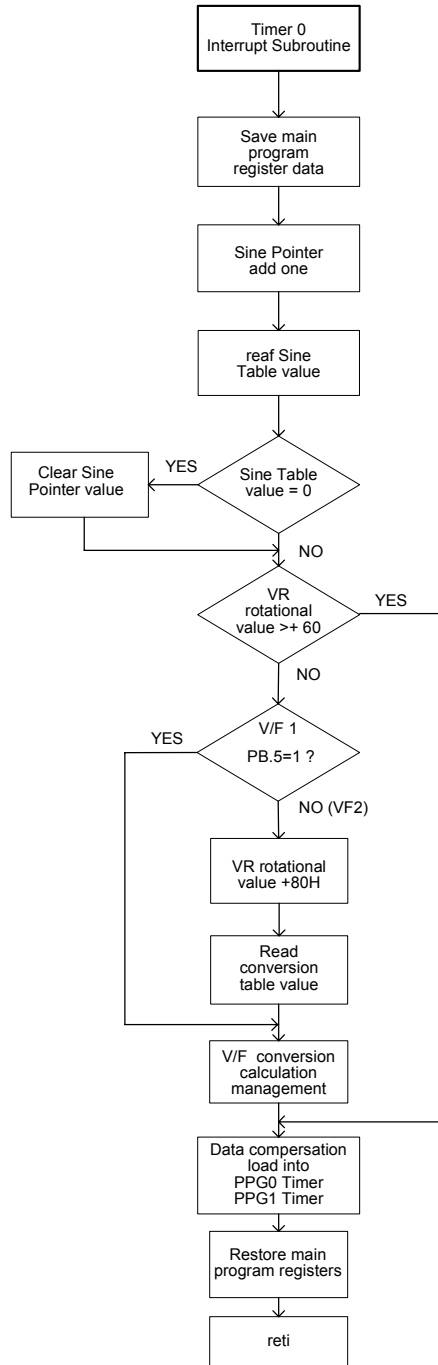 Timer 0
Interrupt Subroutine
Save main
program
register data
Sine Pointer
add one
reaf Sine
Table value
Sine Table
value = 0
YES
Clear Sine
Pointer value
NO
VR
rotational
value >+ 60
YES
NO
V/F 1
PB.5=1 ?
YES
NO (VF2)
VR rotational
value +80H
Read
conversion
table value
V/F conversion
calculation
management
Data compersation
load into
PPG0 Timer
PPG1 Timer
Restore main
program registers
reti